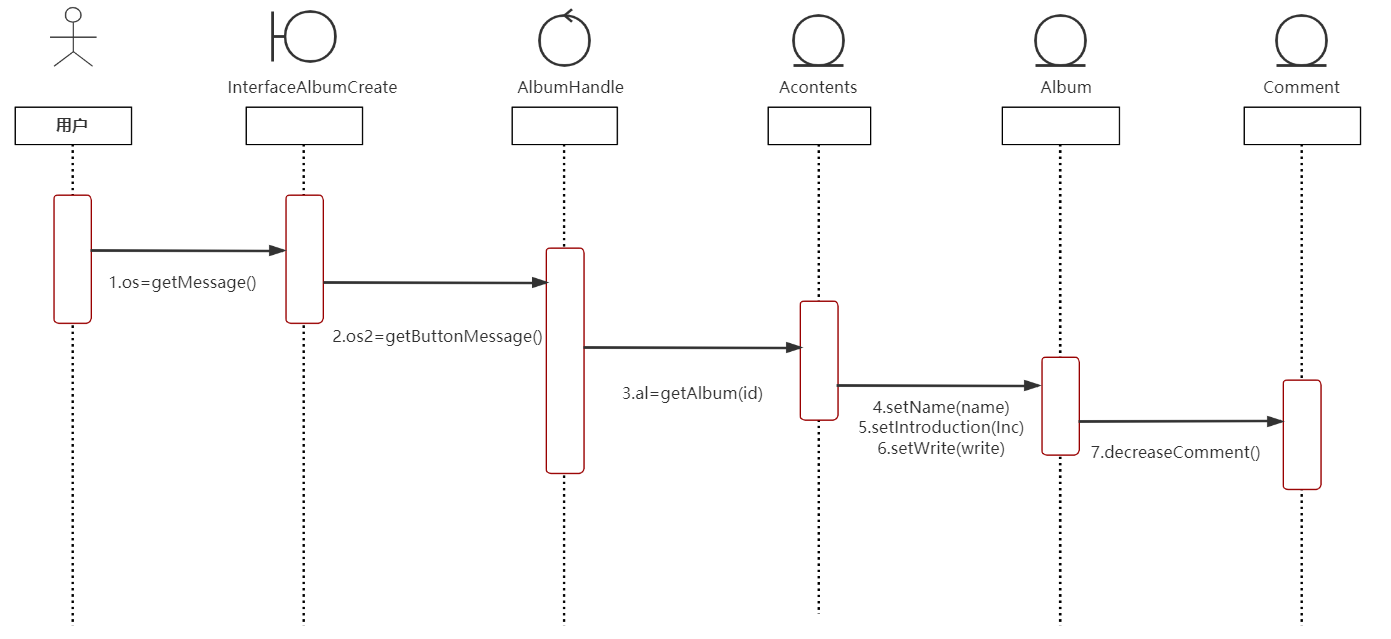 InterfaceAlbumCreate
AlbumHandle
Acontents
Album
Comment
用户
1.os=getMessage()
2.os2=getButtonMessage()
3.al=getAlbum(id)
4.setName(name)
5.setIntroduction(Inc)
6.setWrite(write)
7.decreaseComment()